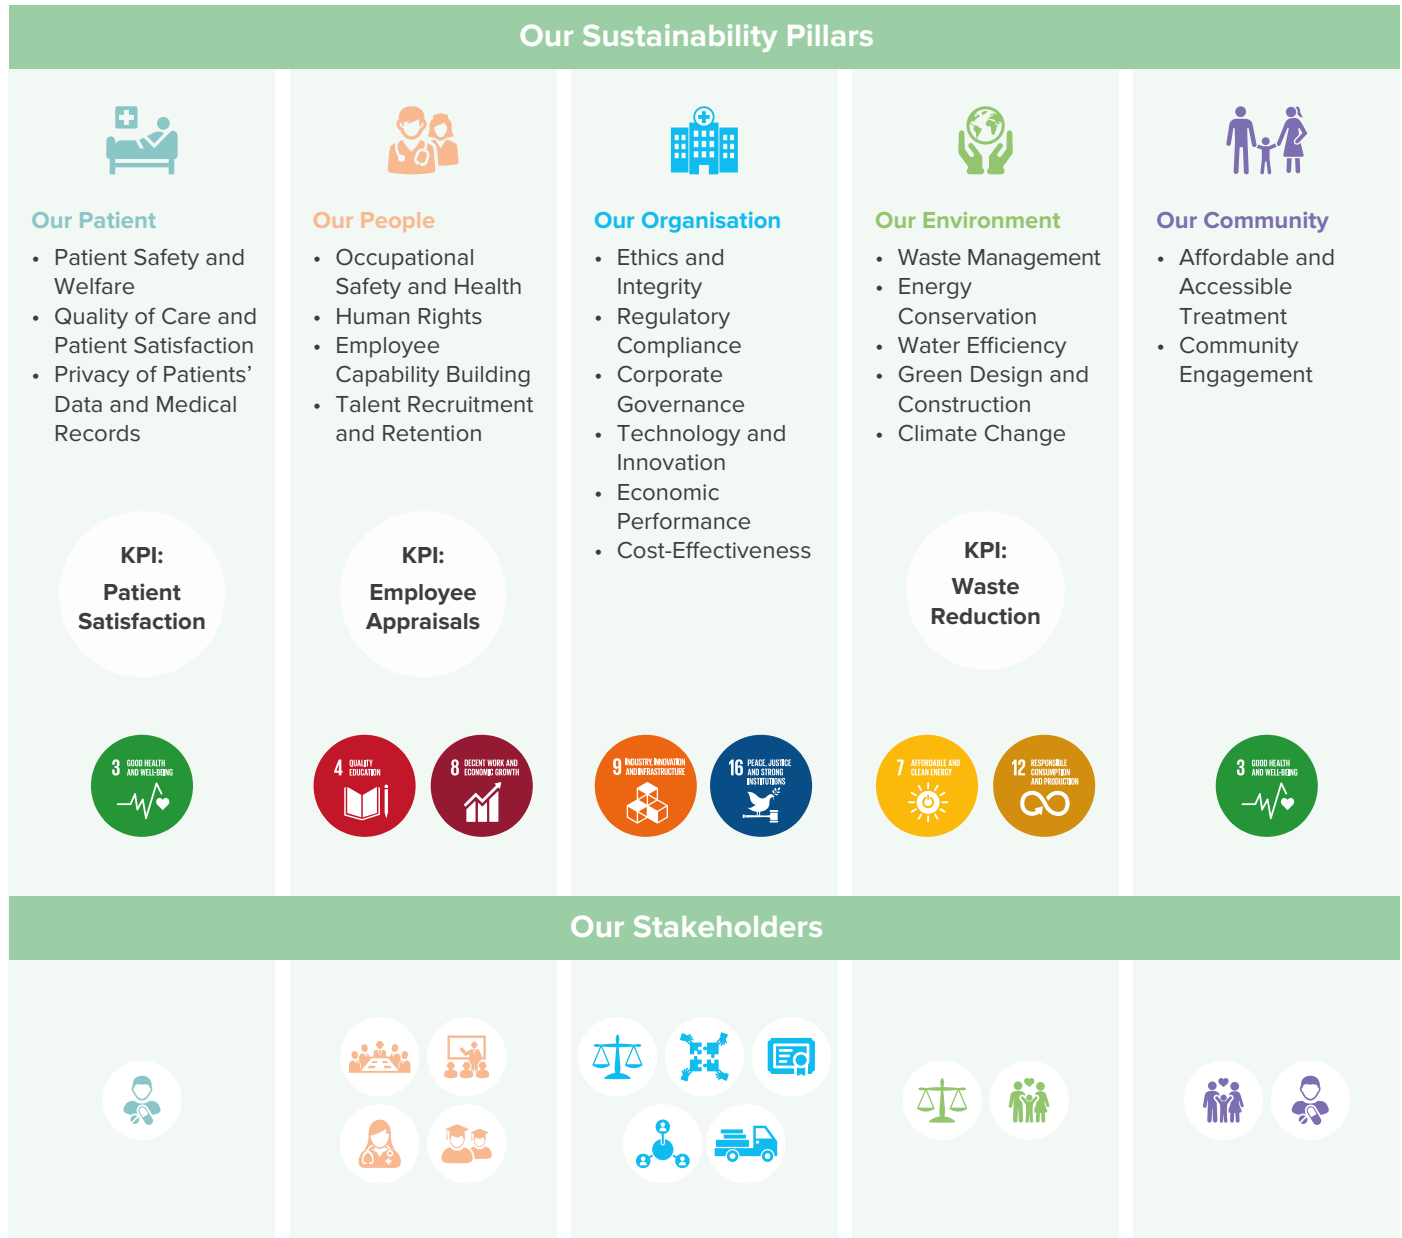 Our Sustainability Pillars
Our Patient
• Patient Safety and
Welfare
• Quality of Care and
Patient Satisfaction
• Privacy of Patients’
Data and Medical
Records
KPI:
Patient
Satisfaction
3 GOOD HEALTH
AND WELL-BEING
Our People
• Occupational
Safety and Health
• Human Rights
• Employee
Capability Building
• Talent Recruitment
and Retention
KPI:
Employee
Appraisals
4 QUALITY
EDUCATION
8 DECENT WORK AND
ECONOMIC GROWTH
Our Organisation
• Ethics and
Integrity
• Regulatory
Compliance
• Corporate
Governance
• Technology and
Innovation
• Economic
Performance
• Cost-Effectiveness
9 INDUSTRY, INNOVATION
AND INFRASTRUCTURE
16 PEACE, JUSTICE
AND STRONG
INSTITUTIONS
Our Environment
• Waste Management
• Energy
Conservation
• Water Efficiency
• Green Design and
Construction
• Climate Change
KPI:
Waste
Reduction
7 AFFORDABLE AND
CLEAN ENERGY
12 RESPONSIBLE
CONSUMPTION
AND PRODUCTION
Our Community
• Affordable and
Accessible
Treatment
• Community
Engagement
3 GOOD HEALTH
AND WELL-BEING
Our Stakeholders